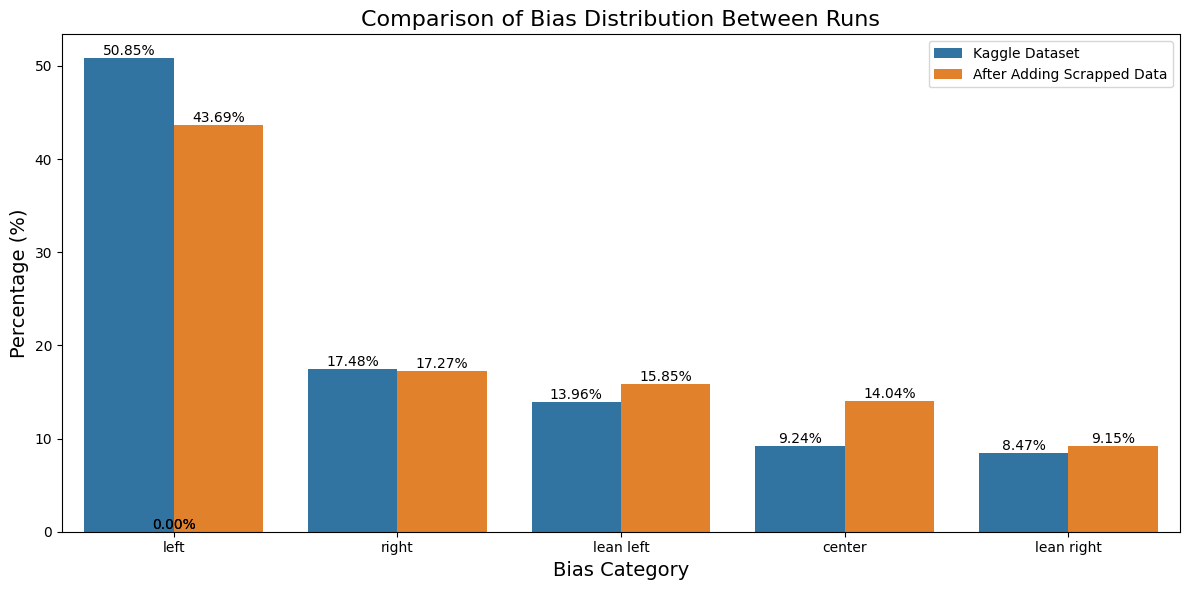 Comparison of Bias Distribution Between Runs
Kaggle Dataset
After Adding Scrapped Data
Percentage (%)
50
40
30
20
10
0
50.85%
43.69%
0.00%
17.48%
17.27%
13.96%
15.85%
9.24%
14.04%
8.47%
9.15%
left
right
lean left
center
lean right
Bias Category